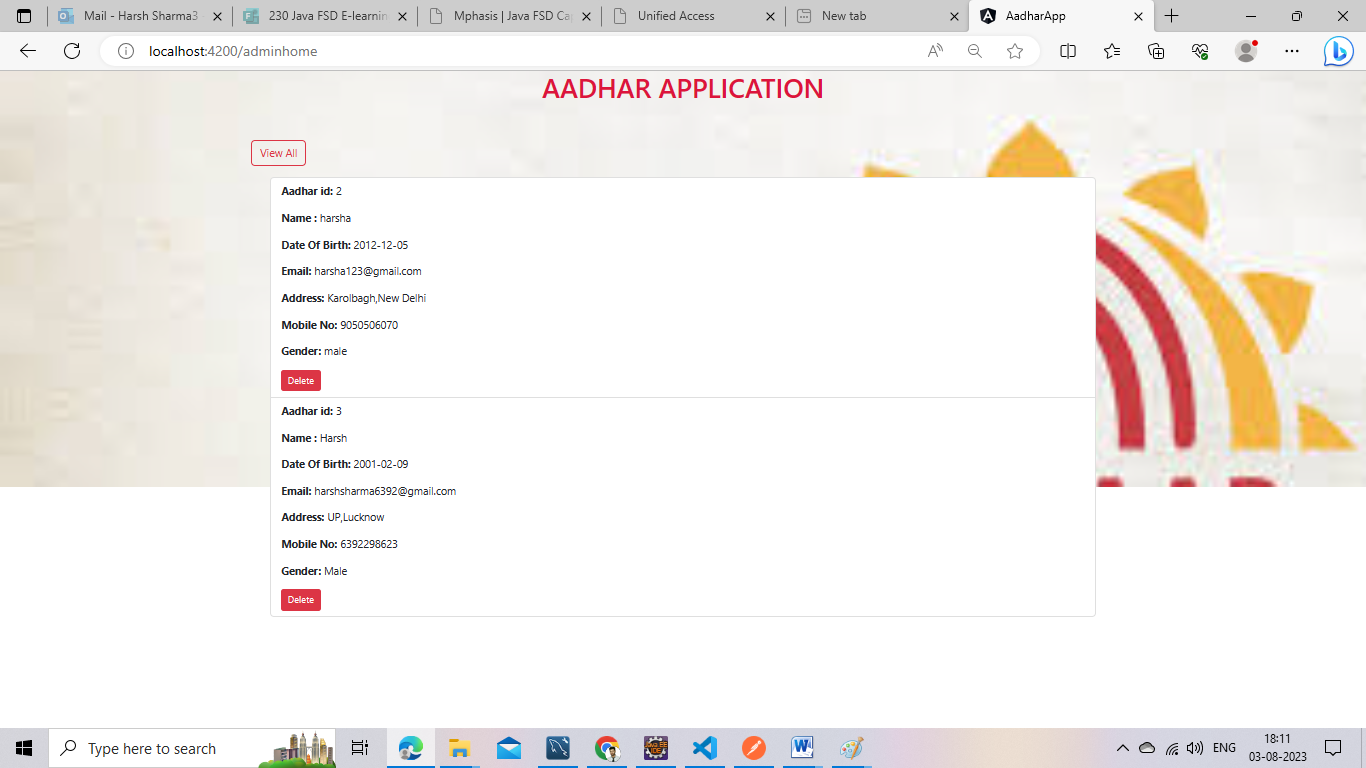 Mail - Harsh Sharma3
230 Java FSD E-learnin
Mphasis | Java FSD Ca
Unified Access
New tab
AadharApp
localhost:4200/adminhome
AADHAR APPLICATION
View All
Aadhar id: 2
Name : harsha
Date Of Birth: 2012-12-05
Email: harsha123@gmail.com
Address: Karolbagh,New Delhi
Mobile No: 9050506070
Gender: male
Delete
Aadhar id: 3
Name : Harsh
Date Of Birth: 2001-02-09
Email: harshsharma6392@gmail.com
Address: UP,Lucknow
Mobile No: 6392298623
Gender: Male
Delete
Type here to search
ENG
18:11
03-08-2023